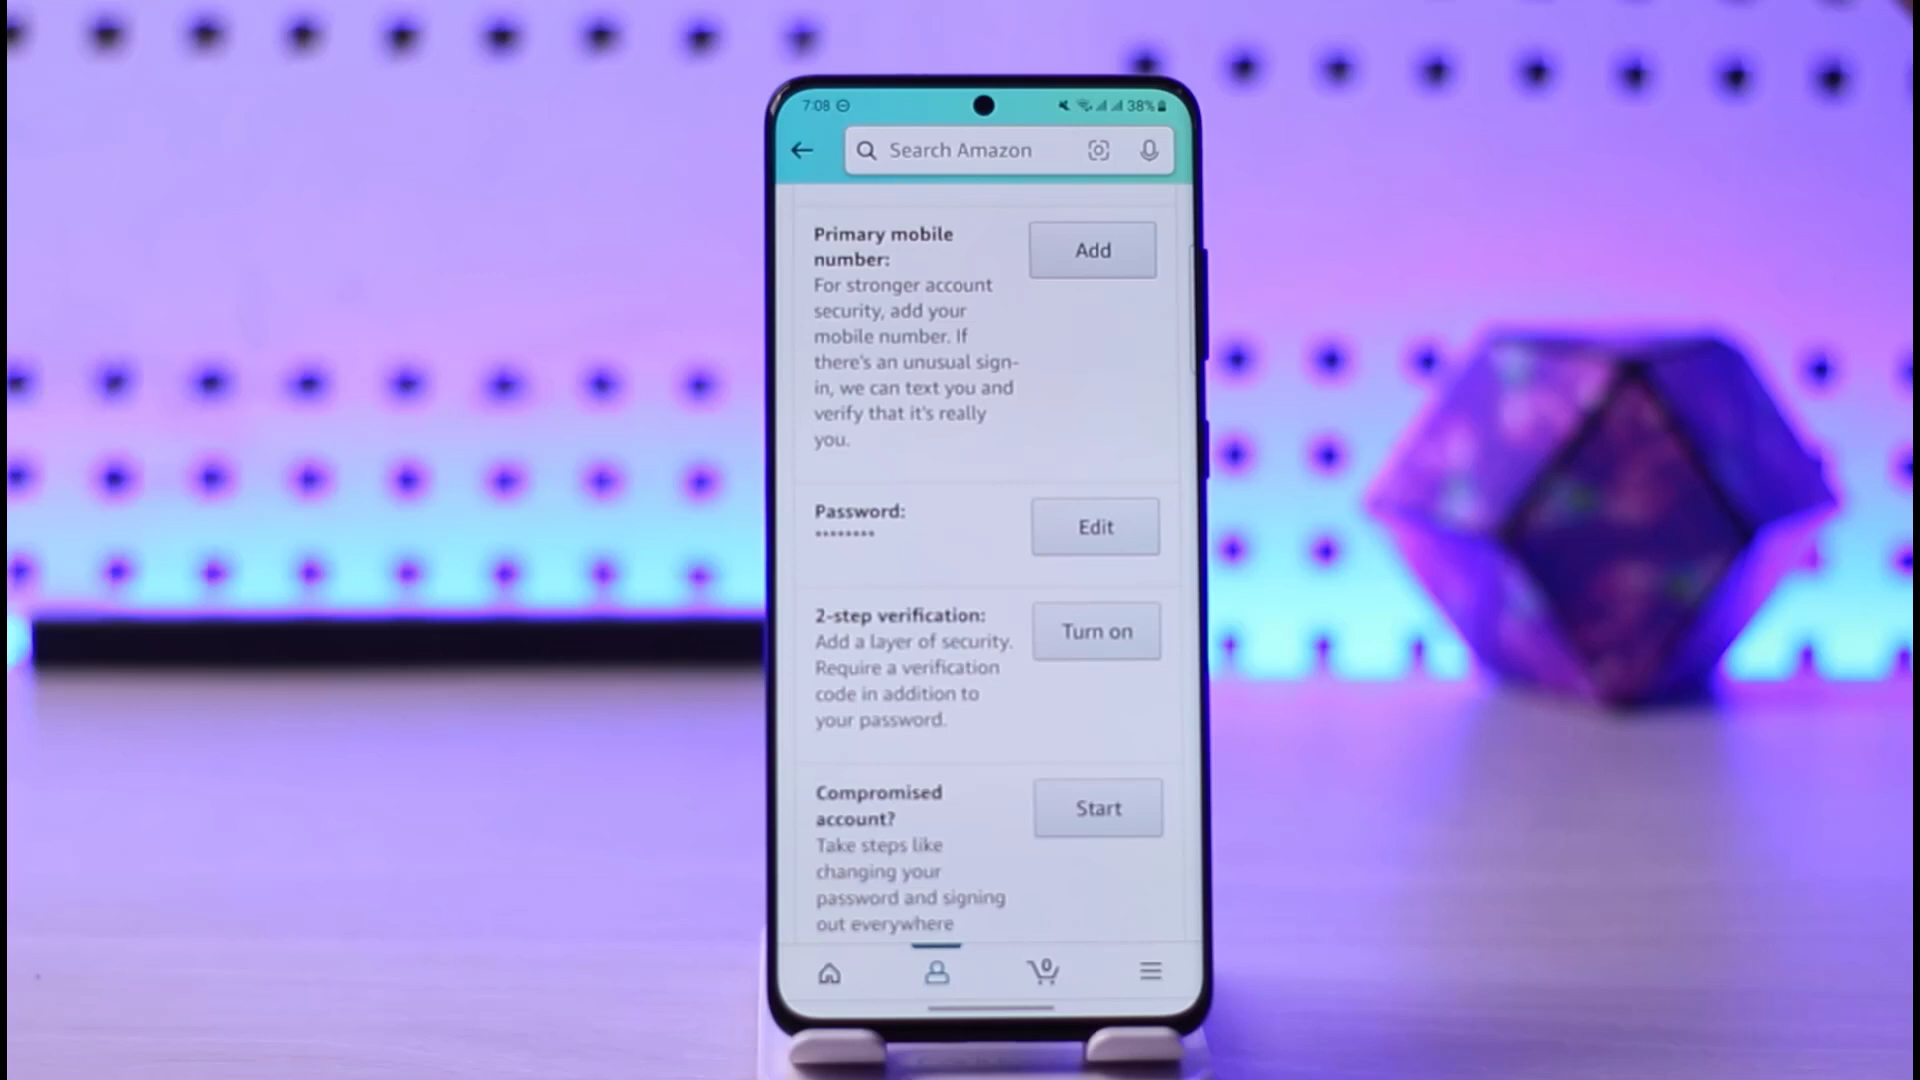 7:08
38%
Search Amazon
Primary mobile
number:
Add
For stronger account
security, add your
mobile number. If
there's an unusual sign-
in, we can text you and
verify that it's really
you.
Password:
Edit
********
2-step verification:
Turn on
Add a layer of security.
Require a verification
code in addition to
your password.
Compromised
account?
Start
Take steps like
changing your
password and signing
out everywhere
0